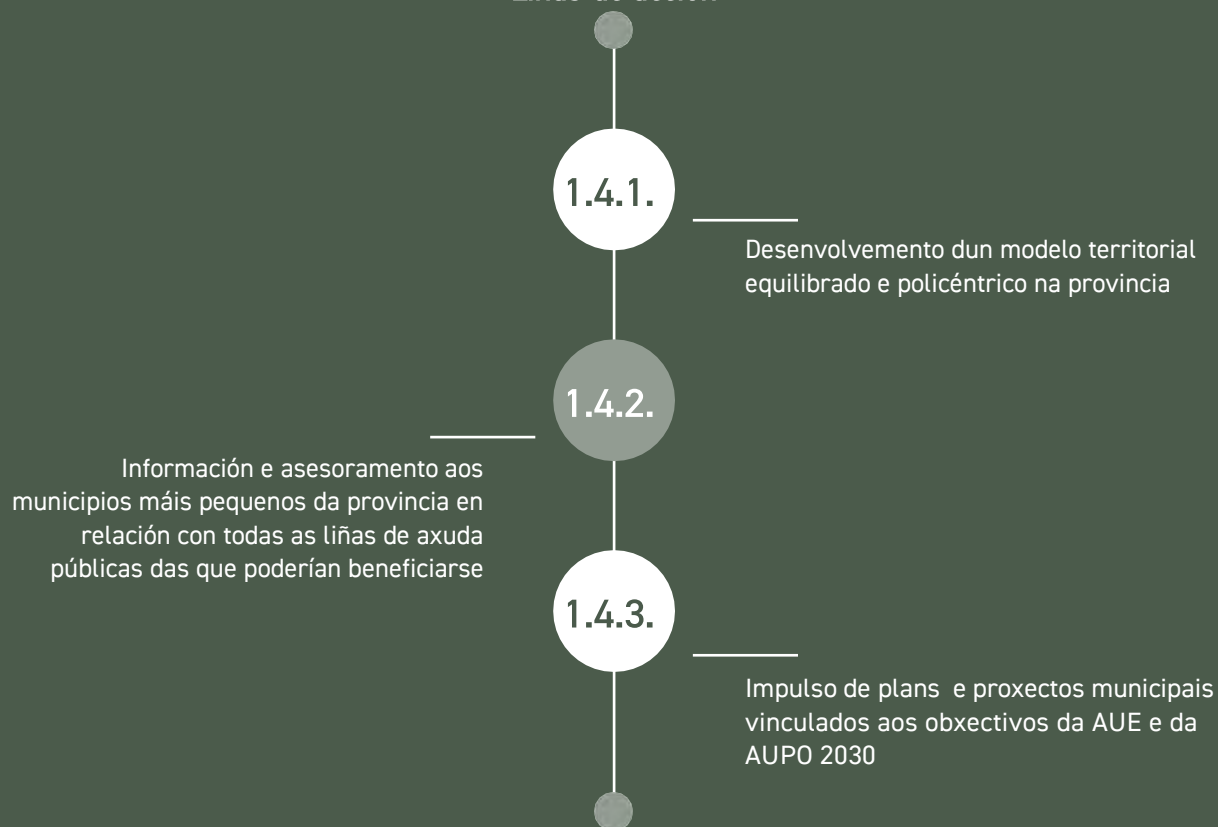 1.4.1.
Desenvolvemento dun modelo territorial
equilibrado e policéntrico na provincia
1.4.2.
Información e asesoramento aos
municipios máis pequenos da provincia en
relación con todas as liñas de axuda
públicas das que poderían beneficiarse
1.4.3.
Impulso de plans  e proxectos municipais
vinculados aos obxectivos da AUE e da
AUPO 2030